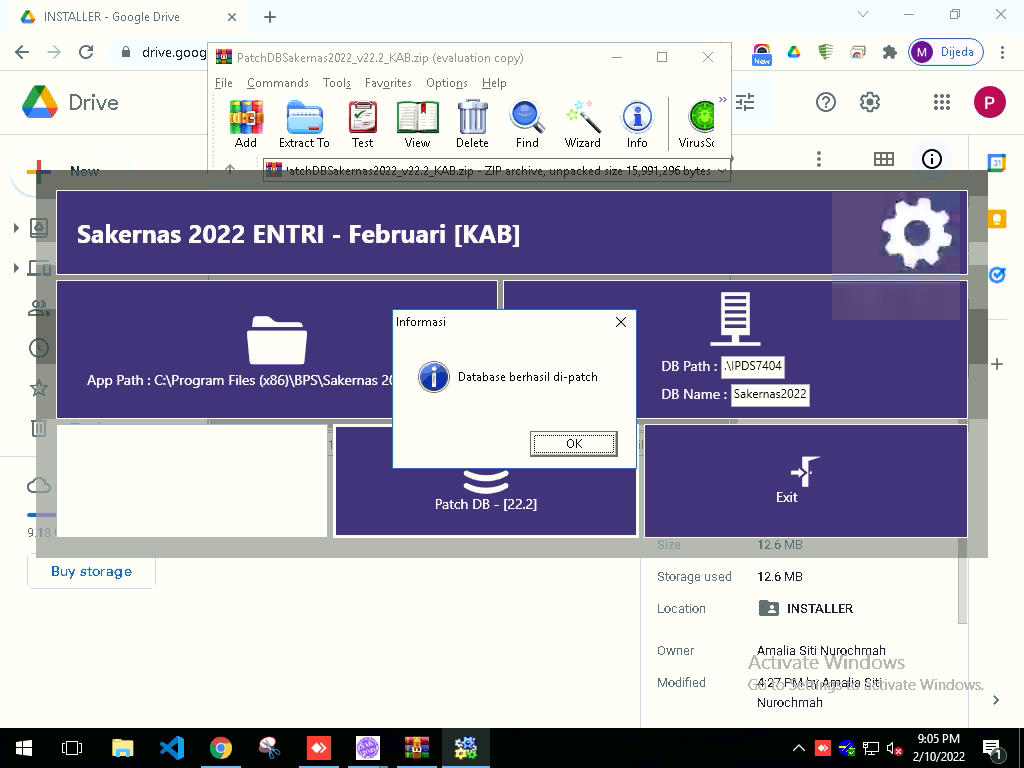 INSTALLER - Google Drive
drive.goog
New
M Dijeda
Drive
P
PatchDBSakernas2022_v22.2_KAB.zip (evaluation copy)
File Commands Tools Favorites Options Help
Add Extract To Test View Delete Find Wizard Info VirusSc
atchDBSakernas2022_v22.2_KAB.zip - ZIP archive, unpacked size 15,991,296 bytes
New
31
Sakernas 2022 ENTRI - Februari [KAB]
App Path : C:\Program Files (x86)\BPS\Sakernas 20
DB Path : .\IPDS7404
DB Name : Sakernas2022
Informasi
Database berhasil di-patch
OK
Patch DB - [22.2]
Exit
9.13
Buy storage
Size 12.6 MB
Storage used 12.6 MB
Location INSTALLER
Owner Amalia Siti Nurochmah
Modified 4:27 PM by Amalia Siti
Nurochmah
Activate Windows
Go to Settings to activate Windows.
9:05 PM
2/10/2022
1